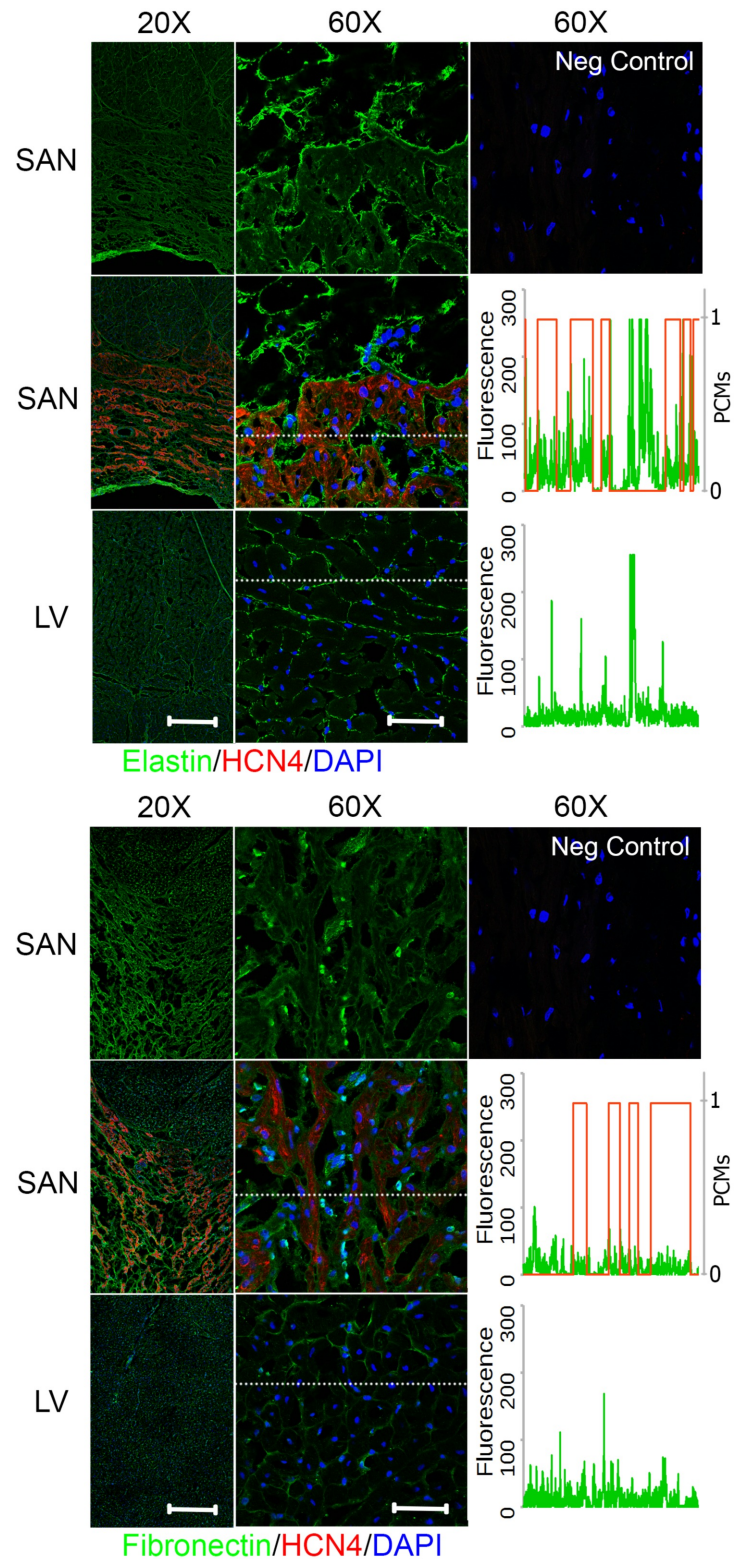 20X 60X 60X
SAN
Neg Control
SAN
Fluorescence
0 100 200 300
0 1
PCMs
LV
Fluorescence
0 100 200 300
Elastin/HCN4/DAPI
20X 60X 60X
SAN
Neg Control
SAN
Fluorescence
0 100 200 300
0 1
PCMs
LV
Fluorescence
0 100 200 300
Fibronectin/HCN4/DAPI